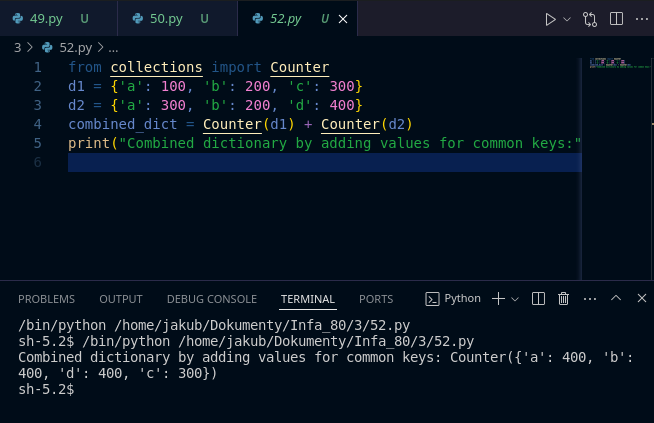 49.py U 50.py U 52.py U
3 > 52.py > ...
1 from collections import Counter
2 d1 = {'a': 100, 'b': 200, 'c': 300}
3 d2 = {'a': 300, 'b': 200, 'd': 400}
4 combined_dict = Counter(d1) + Counter(d2)
5 print("Combined dictionary by adding values for common keys:"
6
PROBLEMS OUTPUT DEBUG CONSOLE TERMINAL PORTS Python
/bin/python /home/jakub/Dokumenty/Infa_80/3/52.py
sh-5.2$ /bin/python /home/jakub/Dokumenty/Infa_80/3/52.py
Combined dictionary by adding values for common keys: Counter({'a': 400, 'b':
400, 'd': 400, 'c': 300})
sh-5.2$